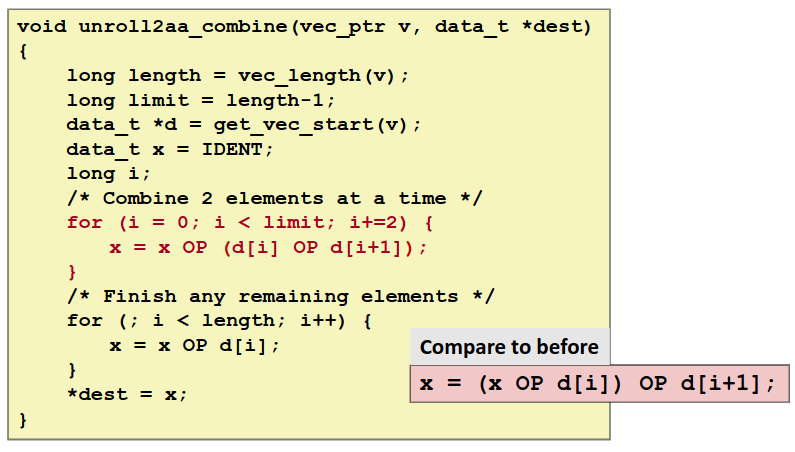 void unroll2aa_combine(vec_ptr v, data_t *dest)
{
    long length = vec_length(v);
    long limit = length-1;
    data_t *d = get_vec_start(v);
    data_t x = IDENT;
    long i;
    /* Combine 2 elements at a time */
    for (i = 0; i < limit; i+=2) {
        x = x OP (d[i] OP d[i+1]);
    }
    /* Finish any remaining elements */
    for (; i < length; i++) {
        x = x OP d[i];
    }
    *dest = x;
}
Compare to before
x = (x OP d[i]) OP d[i+1];